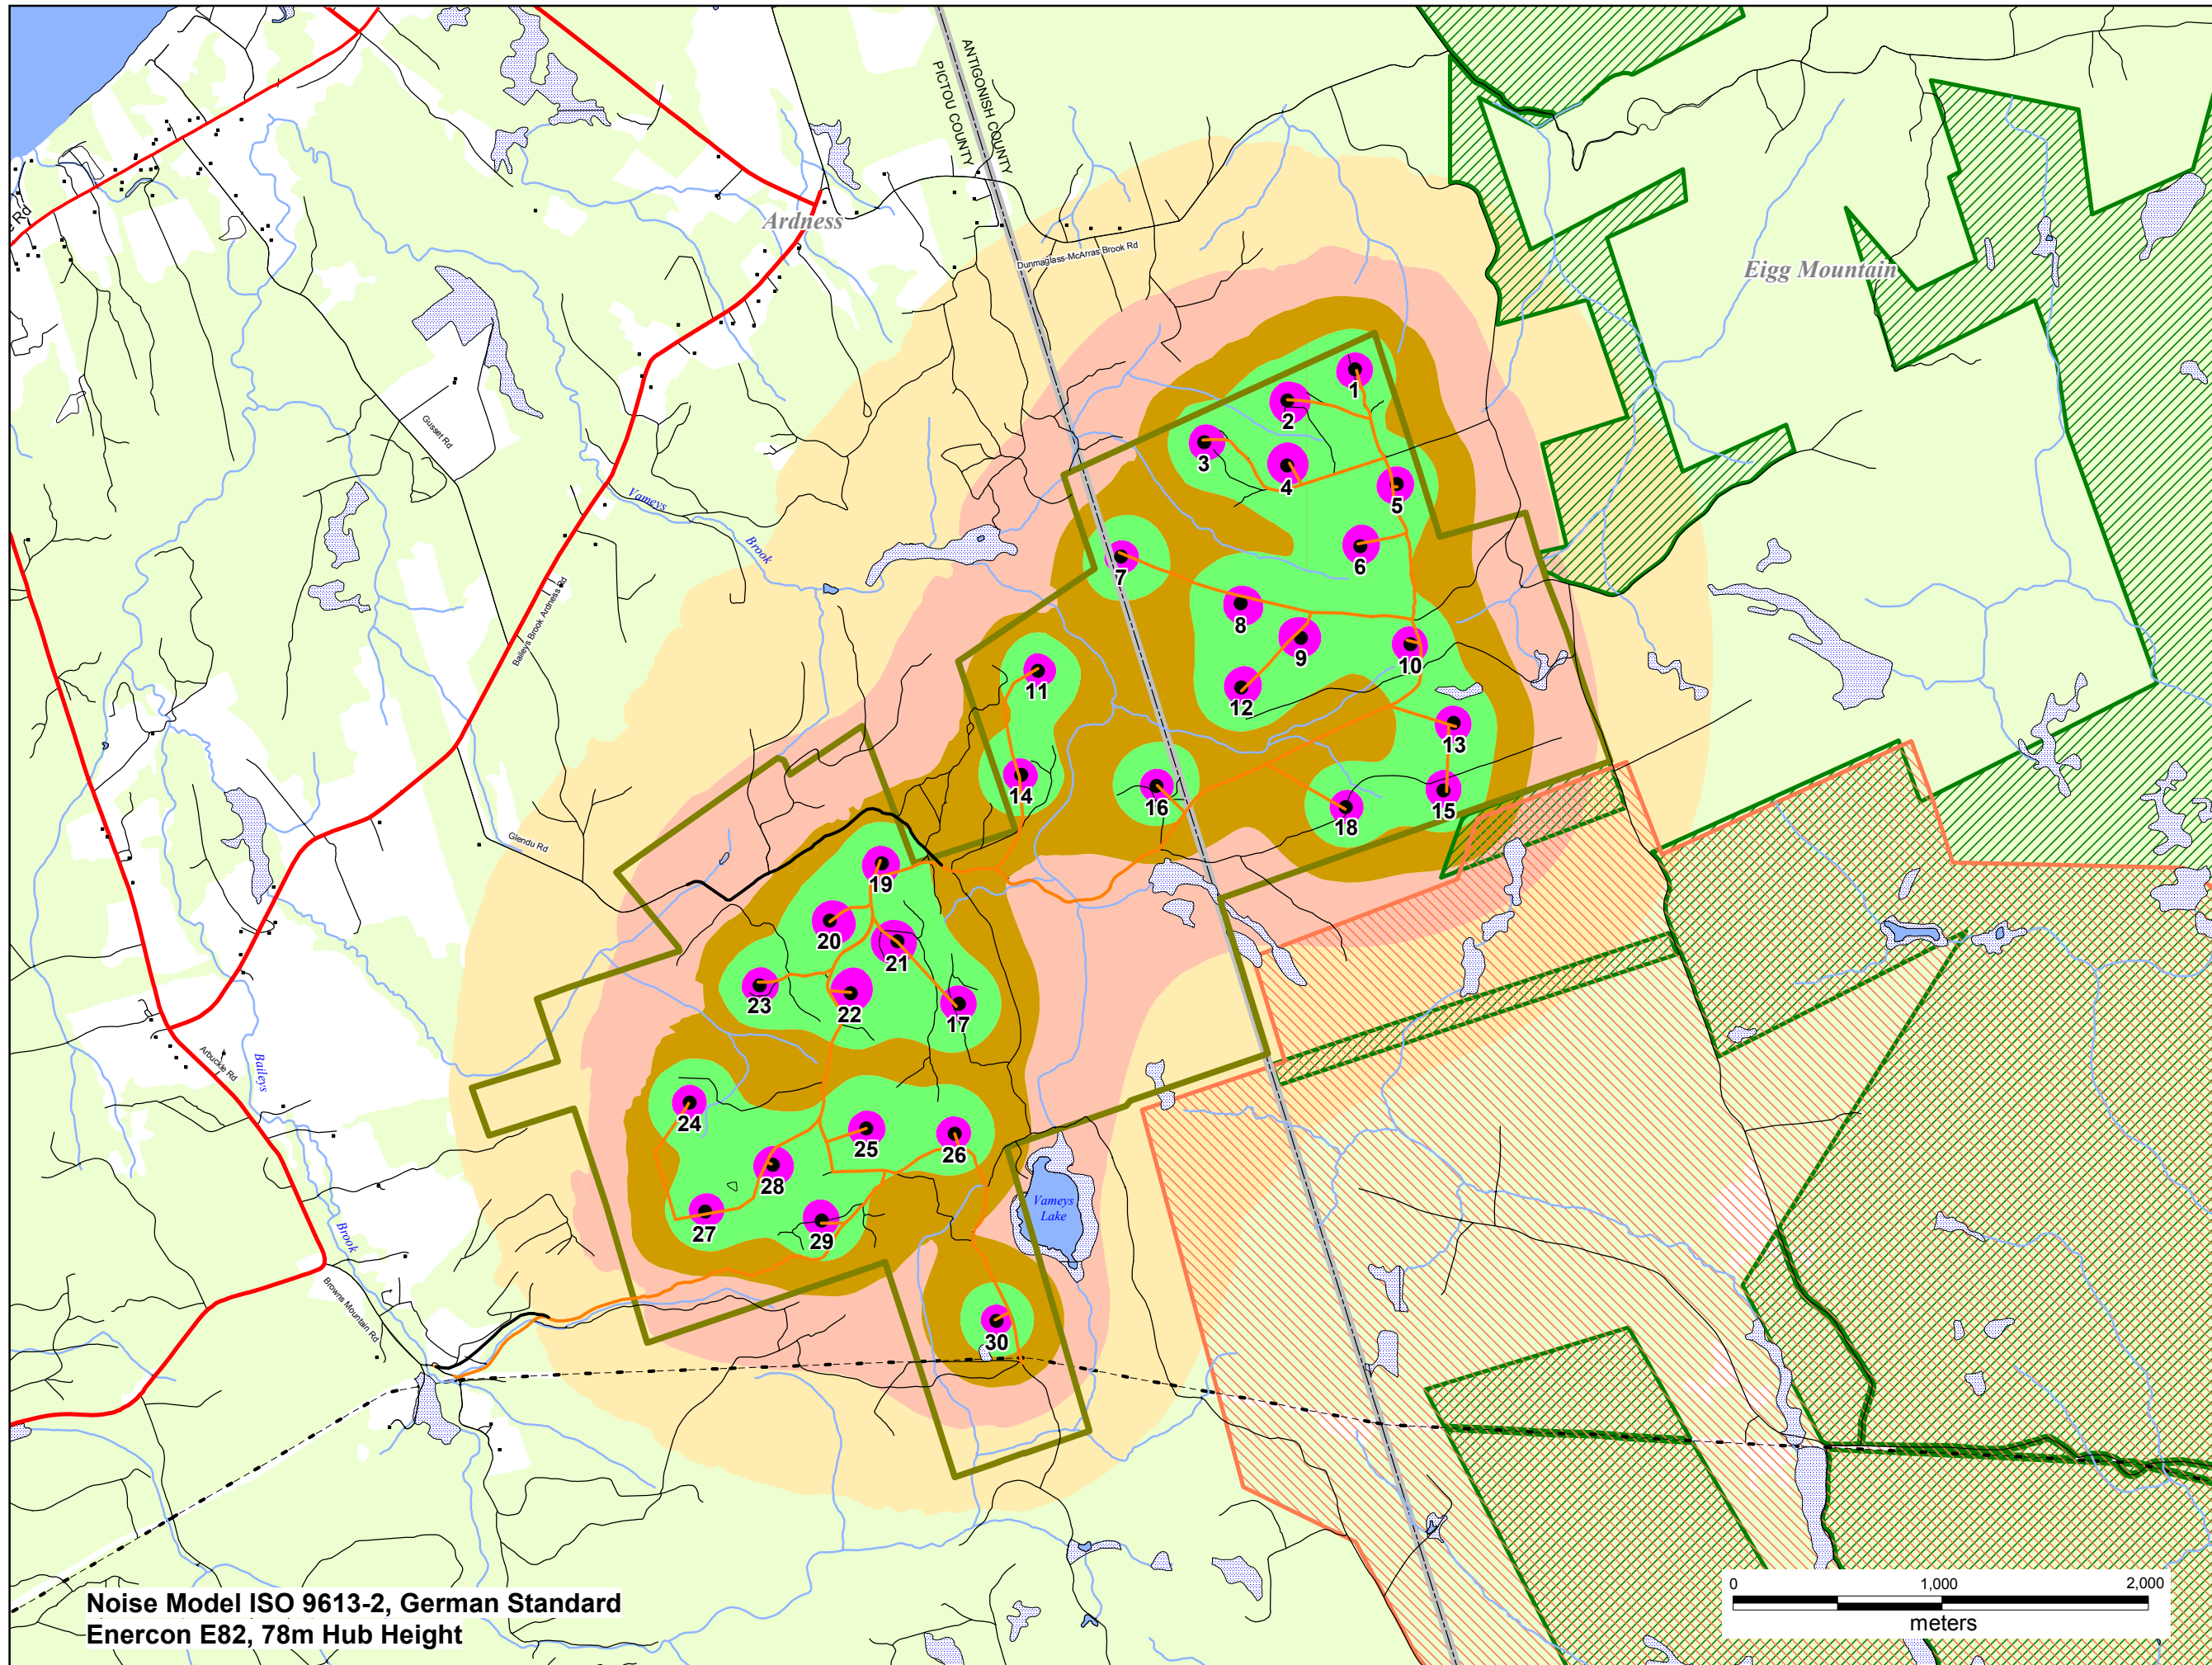 ANTIGONISH COUNTY
PICTOU COUNTY
Rd
Ardness
Dunmaglass-McArras Brook Rd
Eigg Mountain
1
2
3
4
5
Gusset Rd
Vameys
Brook
6
7
8
9
10
Baileys Brook Ardness Rd
11
12
13
14
15
16
18
Glendu Rd
19
20
21
22
23
17
Arbuckle Rd
Baileys
Brook
24
25
26
28
27
29
Vameys
Lake
Browns Mountain Rd
30
Noise Model ISO 9613-2, German Standard
Enercon E82, 78m Hub Height
0 1,000 2,000
meters